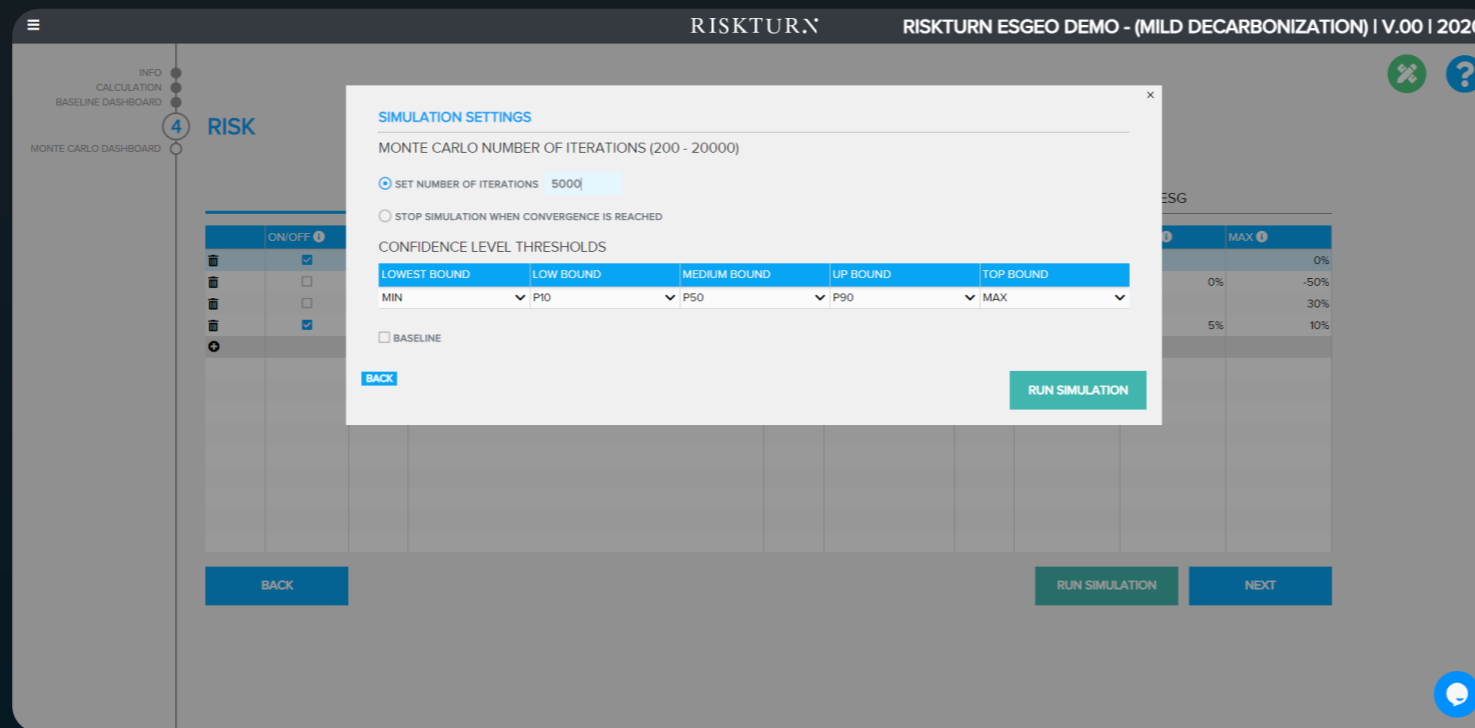 RISKTURN
RISKTURN ESGEO DEMO - (MILD DECARBONIZATION) | V.00 | 202
INFO
CALCULATION
BASELINE DASHBOARD
4 RISK
MONTE CARLO DASHBOARD
?
×
SIMULATION SETTINGS
MONTE CARLO NUMBER OF ITERATIONS (200 - 20000)
SET NUMBER OF ITERATIONS 5000
STOP SIMULATION WHEN CONVERGENCE IS REACHED
CONFIDENCE LEVEL THRESHOLDS
LOWEST BOUND LOW BOUND MEDIUM BOUND UP BOUND TOP BOUND
MIN P10 P50 P90 MAX
BASELINE
BACK
RUN SIMULATION
ESG
ON/OFF i i MAX i
0%
0% -50%
30%
5% 10%
BACK RUN SIMULATION NEXT